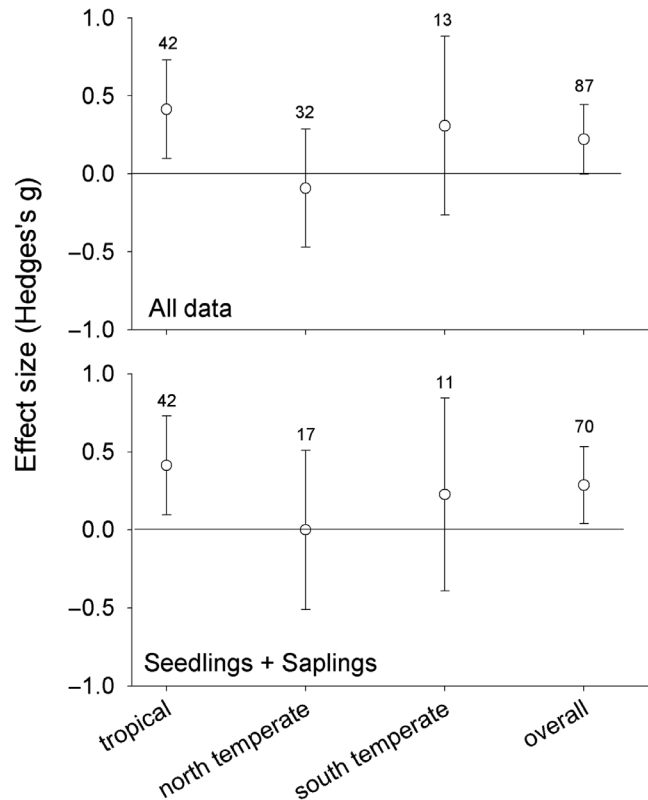 Effect size (Hedges's g)
1.0
0.5
0.0
−0.5
−1.0
42
32
13
87
All data
1.0
0.5
0.0
−0.5
−1.0
42
17
11
70
Seedlings + Saplings
tropical
north temperate
south temperate
overall